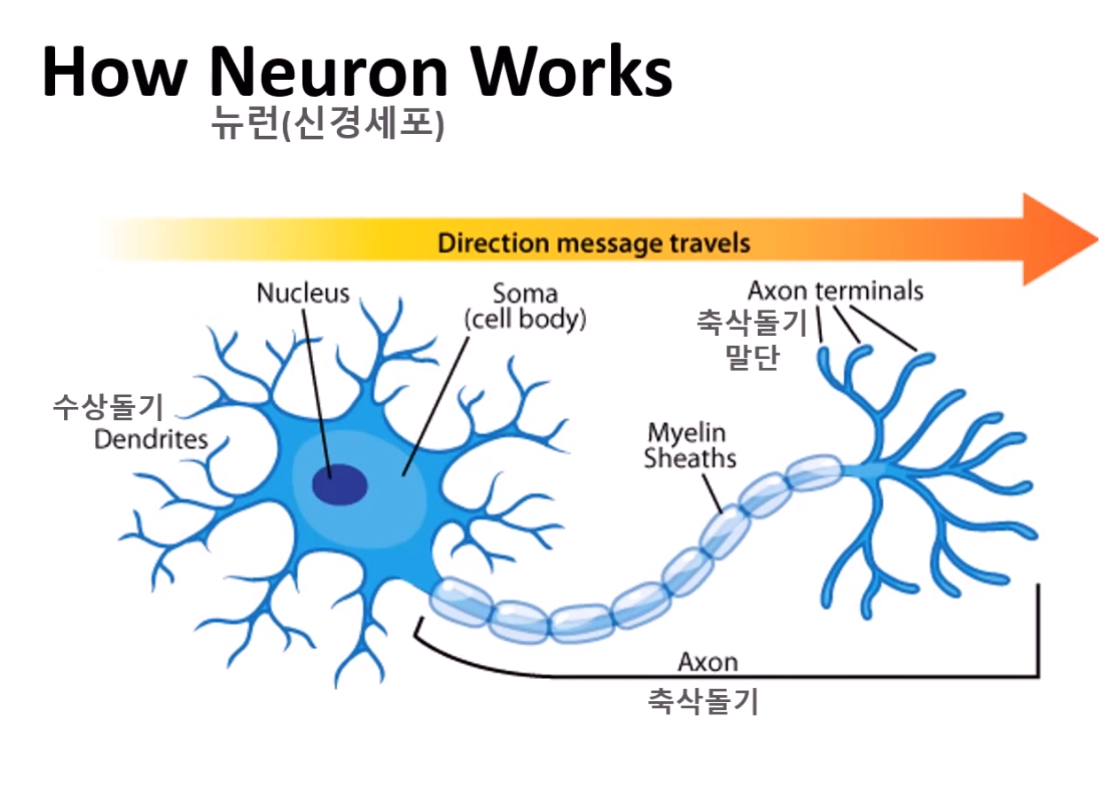 How Neuron Works
뉴런(신경세포)
Direction message travels
Nucleus
Soma
(cell body)
Axon terminals
축삭돌기
말단
수상돌기
Dendrites
Myelin
Sheaths
Axon
축삭돌기